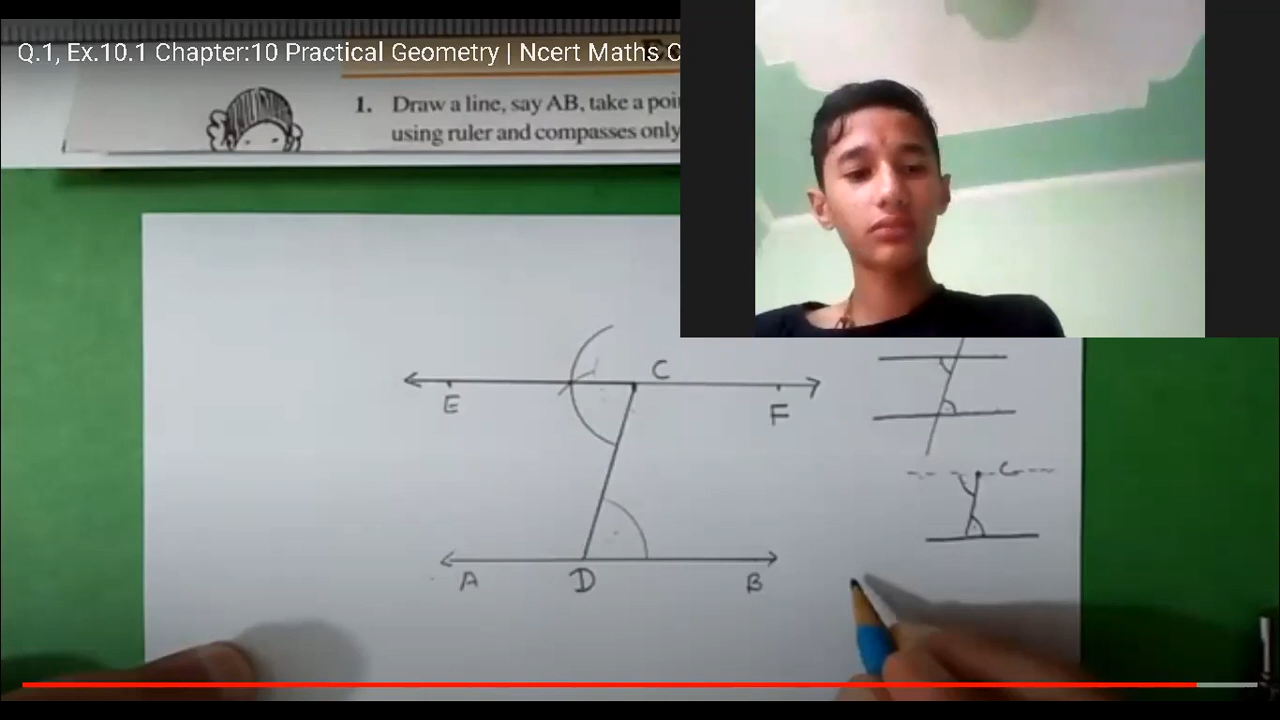 Q.1, Ex.10.1 Chapter:10 Practical Geometry | Ncert Maths C
1. Draw a line, say AB, take a poi
using ruler and compasses only
C
E
F
C
A
D
B